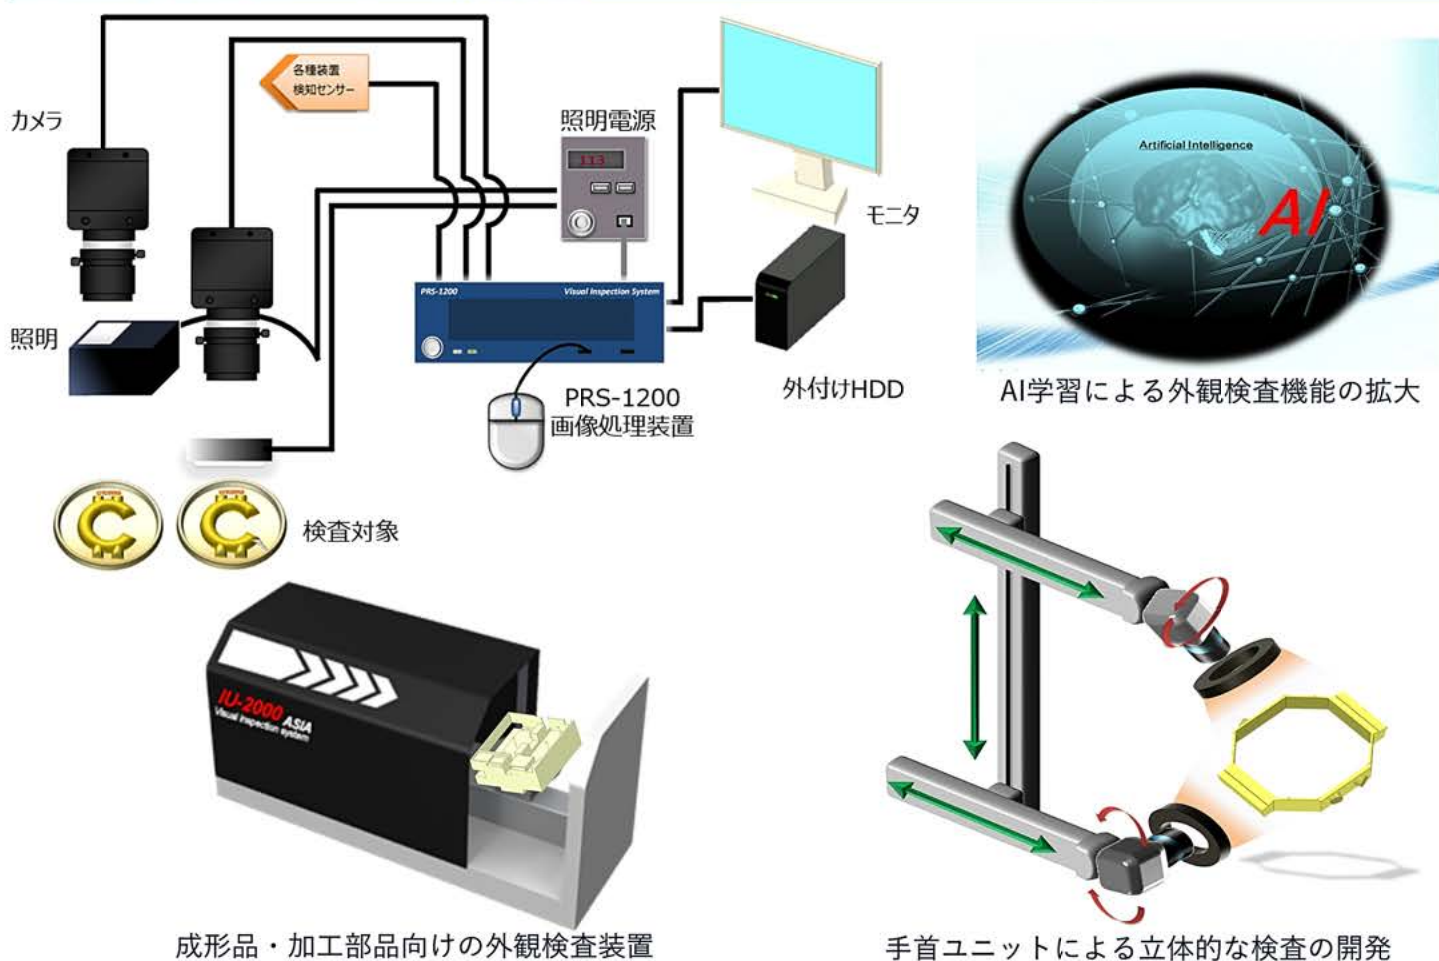 各種装置
検知センサー
カメラ
照明電源
113
モニタ
Artificial Intelligence
AI
PRS-1200 Visual Inspection System
照明
外付けHDD
AI学習による外観検査機能の拡大
PRS-1200
画像処理装置
検査対象
IU-2000 ASIA
Visual inspection system
成形品・加工部品向けの外観検査装置
手首ユニットによる立体的な検査の開発